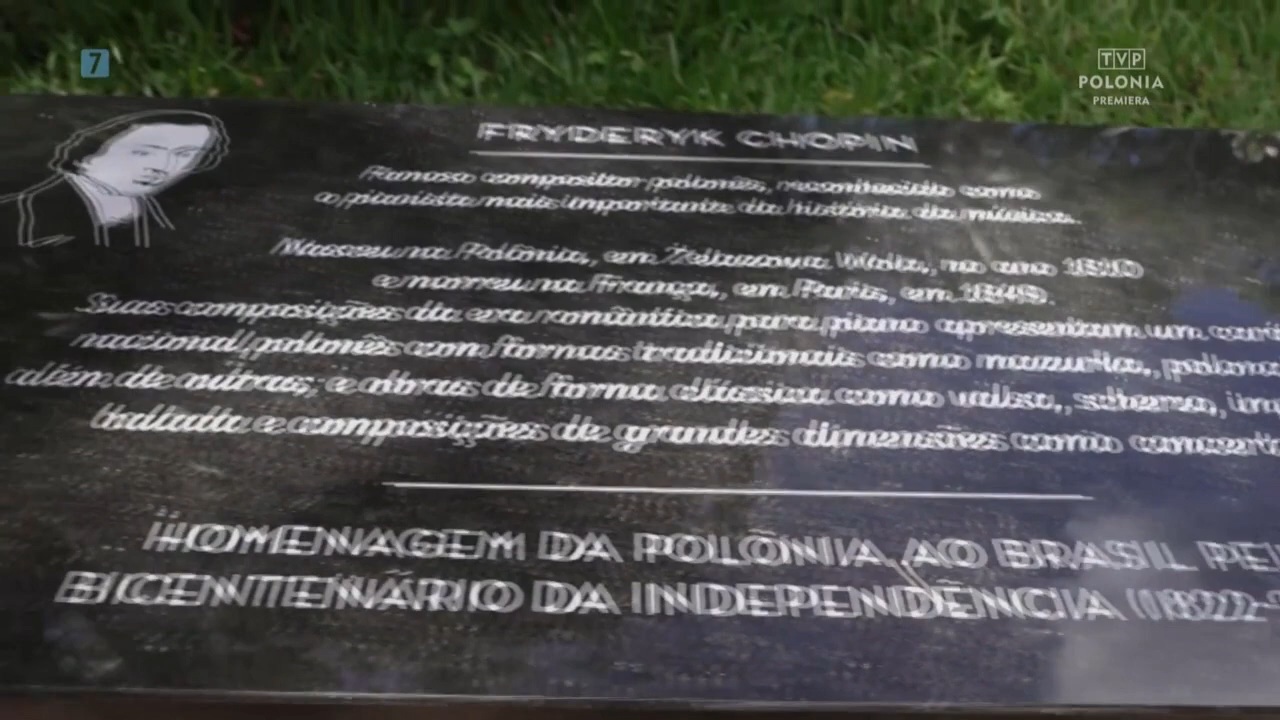 7
TVP
POLONIA
PREMIERA
FRYDERYK CHOPIN
Famoso compositor polonês, reconhecido como
o pianista mais importante da história da música.
Nasceu na Polônia, em Żelazowa Wola, no ano 1810
e morreu na França, em Paris, em 1849.
Suas composições da era romântica para piano apresentam um
nacional polonês com formas tradicionais como mazurka,
além de outras, e obras de forma clássica como valsa, scherzo,
balada e composições de grandes dimensões como
HOMENAGEM DA POLÔNIA AO BRASIL
BICENTENÁRIO DA INDEPENDÊNCIA (1822-